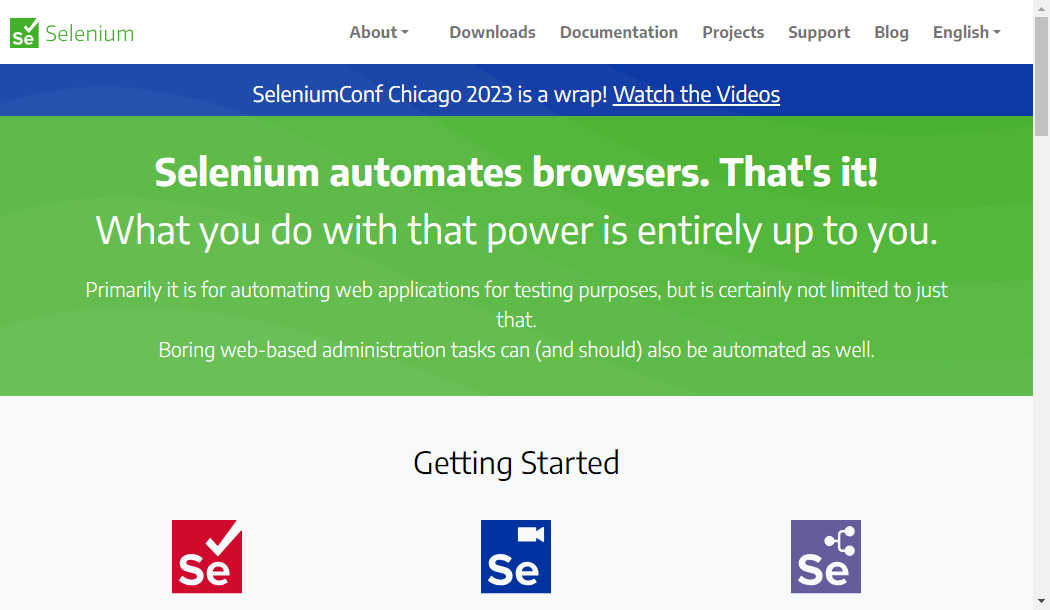 Se Selenium
About Downloads Documentation Projects Support Blog English
SeleniumConf Chicago 2023 is a wrap! Watch the Videos
Selenium automates browsers. That's it!
What you do with that power is entirely up to you.
Primarily it is for automating web applications for testing purposes, but is certainly not limited to just
that.
Boring web-based administration tasks can (and should) also be automated as well.
Getting Started
Se Se Se